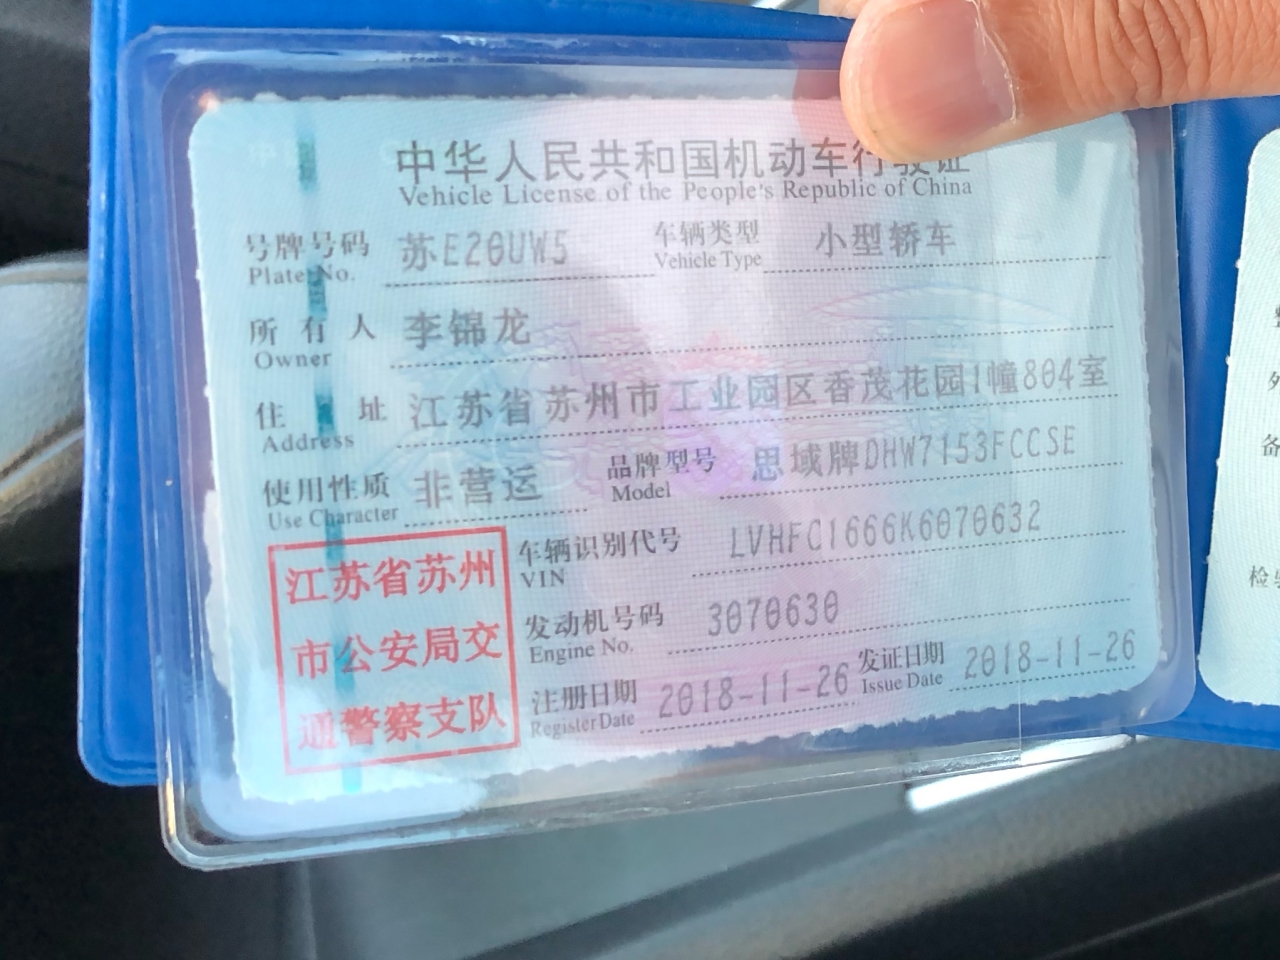 中华人民共和国机动车行驶证
Vehicle License of the People's Republic of China
号牌号码 苏E20UW5 车辆类型 小型轿车
Plate No. Vehicle Type
所有人 李锦龙
Owner
住址 江苏省苏州市工业园区香茂花园1幢804室
Address
使用性质 非营运 品牌型号 思域牌DHW7153FCCSE
Use Character Model
车辆识别代号 LVHFC1666K6070632
VIN
发动机号码 3070630
Engine No.
注册日期 2018-11-26 发证日期 2018-11-26
Register Date Issue Date
江苏省苏州
市公安局交
通警察支队
备
检验